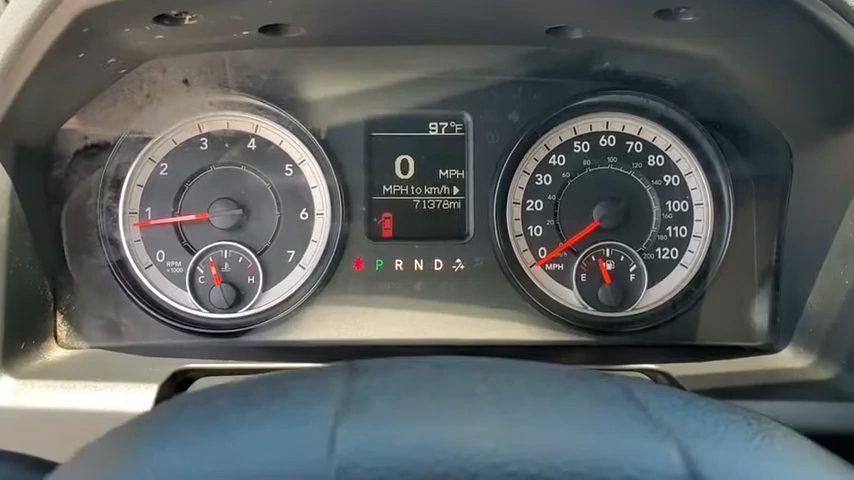 97°F
0 MPH
MPH to km/h ▶
71378mi
P R N D
0 1 2 3 4 5 6 7
RPM
×1000
C H
0 10 20 30 40 50 60 70 80 90 100 110 120
MPH
E F